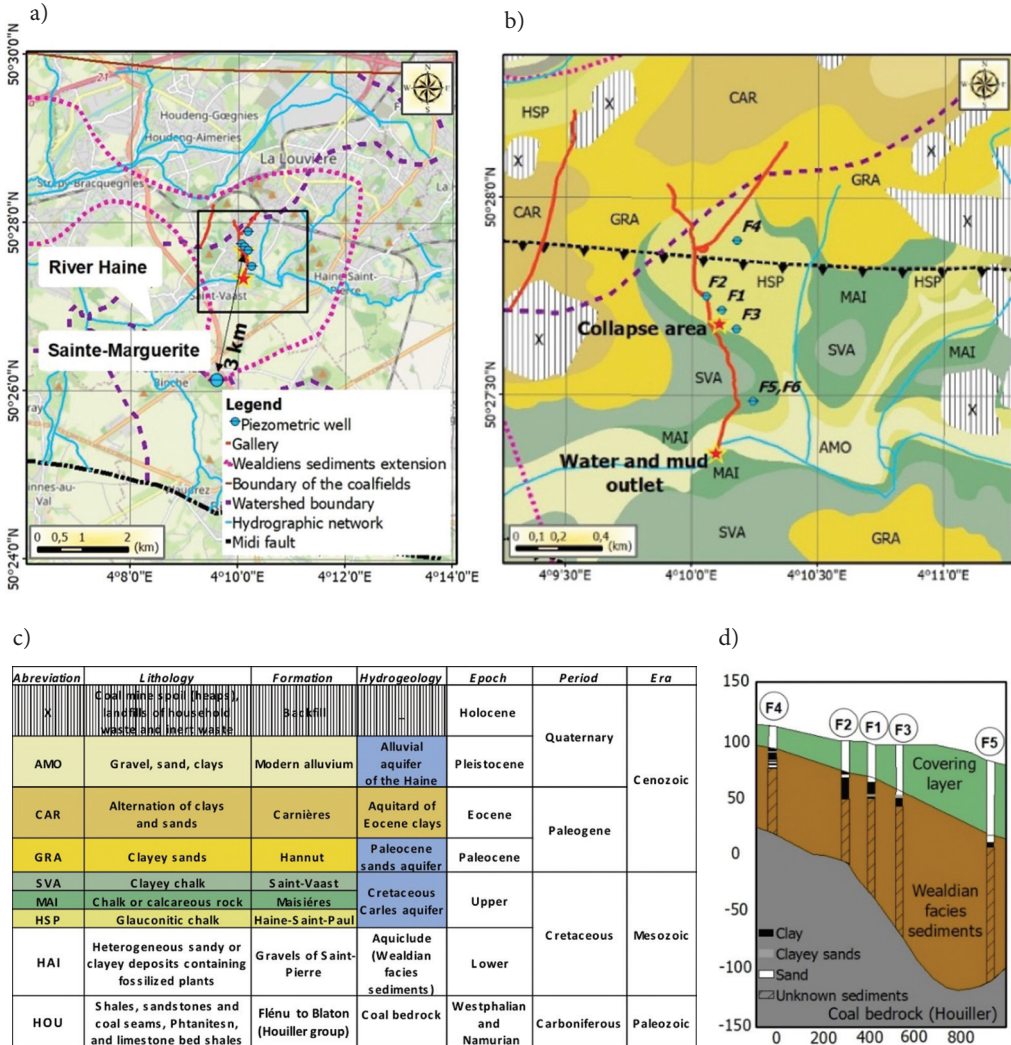 a)
50°30'0"N
50°28'0"N
50°26'0"N
50°24'0"N
21
Houdeng-Gœgnies
Houdeng-Aimeries
La Louvière
Strépy-Bracquegnies
River Haine
Saint-Vaast
Haine-Saint-
Pierre
Sainte-Marguerite
3 km
Binche
Legend
Piezometric well
Gallery
Wealdiens sediments extension
Boundary of the coalfields
Watershed boundary
Hydrographic network
Midi fault
nnes-au-
Val
0 0,5 1 2
(km)
4°8'0"E 4°10'0"E 4°12'0"E 4°14'0"E
b)
50°28'0"N
50°27'30"N
HSP
X
CAR
X
X
GRA
CAR
GRA
X
F4
HSP
HSP
F2
F1
MAI
F3
Collapse area
X
SVA
SVA
MAI
F5,F6
X
MAI
AMO
Water and mud
outlet
MAI
SVA
GRA
0 0,1 0,2 0,4
(km)
4°9'30"E 4°10'0"E 4°10'30"E 4°11'0"E
c)
Abreviation Lithology Formation Hydrogeology Epoch Period Era
X Coal mine spoil (heaps), landfills of household waste and inert waste Backfill _ Holocene Quaternary Cenozoic
AMO Gravel, sand, clays Modern alluvium Alluvial aquifer of the Haine Pleistocene
CAR Alternation of clays and sands Carnières Aquitard of Eocene clays Eocene Paleogene
GRA Clayey sands Hannut Paleocene sands aquifer Paleocene
SVA Clayey chalk Saint-Vaast Cretaceous Carles aquifer Upper Cretaceous Mesozoic
MAI Chalk or calcareous rock Maisiéres
HSP Glauconitic chalk Haine-Saint-Paul
HAI Heterogeneous sandy or clayey deposits containing fossilized plants Gravels of Saint-Pierre Aquiclude (Wealdian facies sediments) Lower
HOU Shales, sandstones and coal seams, Phtanitesn, and limestone bed shales Flénu to Blaton (Houiller group) Coal bedrock Westphalian and Namurian Carboniferous Paleozoic
d)
150
100
50
0
-50
-100
-150
F4
F2
F1
F3
F5
Covering
layer
Wealdian
facies
sediments
Clay
Clayey sands
Sand
Unknown sediments
Coal bedrock (Houiller)
0 200 400 600 800